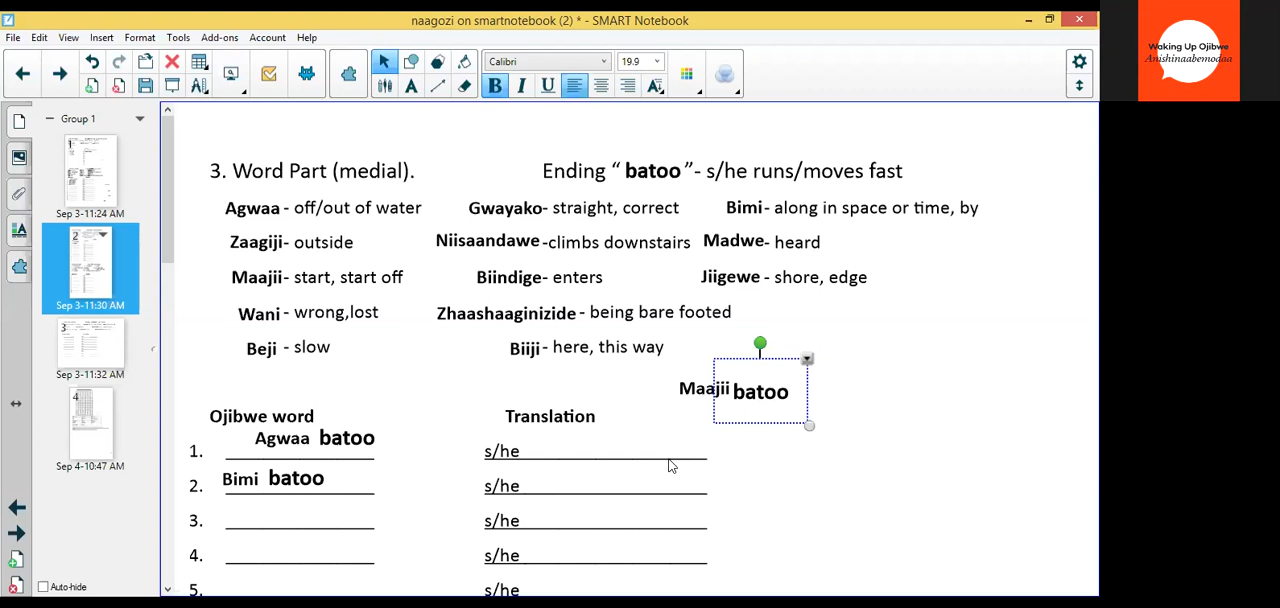 naagozi on smartnotebook (2) * - SMART Notebook
File Edit View Insert Format Tools Add-ons Account Help
Calibri 19.9
B I U
Waking Up Ojibwe
Anishinaabemodaa
Group 1
1
Sep 3-11:24 AM
2
Sep 3-11:30 AM
3
Sep 3-11:32 AM
4
Sep 4-10:47 AM
Auto-hide
3. Word Part (medial). Ending “ batoo ”- s/he runs/moves fast
Agwaa - off/out of water Gwayako- straight, correct Bimi - along in space or time, by
Zaagiji- outside Niisaandawe -climbs downstairs Madwe- heard
Maajii- start, start off Biindige- enters Jiigewe - shore, edge
Wani - wrong,lost Zhaashaaginizide - being bare footed
Beji - slow Biiji- here, this way
Maajii batoo
Ojibwe word Translation
1. Agwaa batoo s/he
2. Bimi batoo s/he
3. s/he
4. s/he
5. s/he